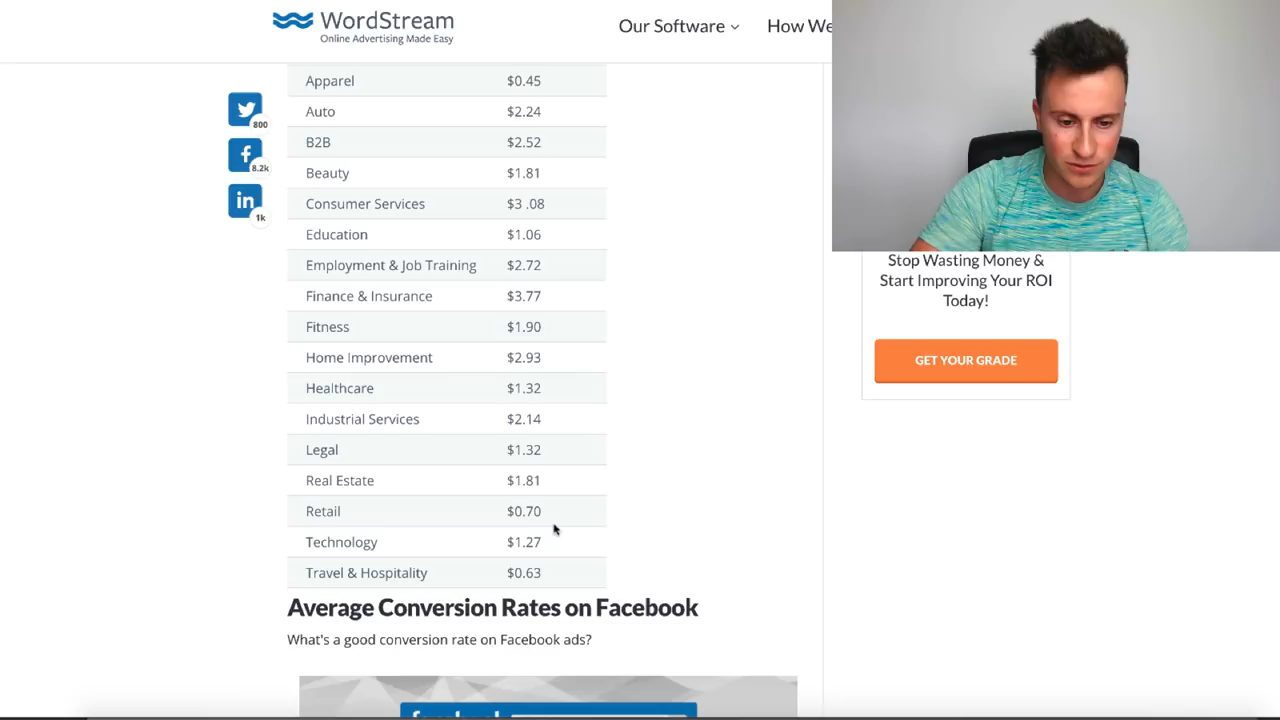 WordStream
Online Advertising Made Easy
Our Software
How We
800
8.2k
1k
Apparel $0.45
Auto $2.24
B2B $2.52
Beauty $1.81
Consumer Services $3 .08
Education $1.06
Employment & Job Training $2.72
Finance & Insurance $3.77
Fitness $1.90
Home Improvement $2.93
Healthcare $1.32
Industrial Services $2.14
Legal $1.32
Real Estate $1.81
Retail $0.70
Technology $1.27
Travel & Hospitality $0.63
Stop Wasting Money &
Start Improving Your ROI
Today!
GET YOUR GRADE
Average Conversion Rates on Facebook
What's a good conversion rate on Facebook ads?